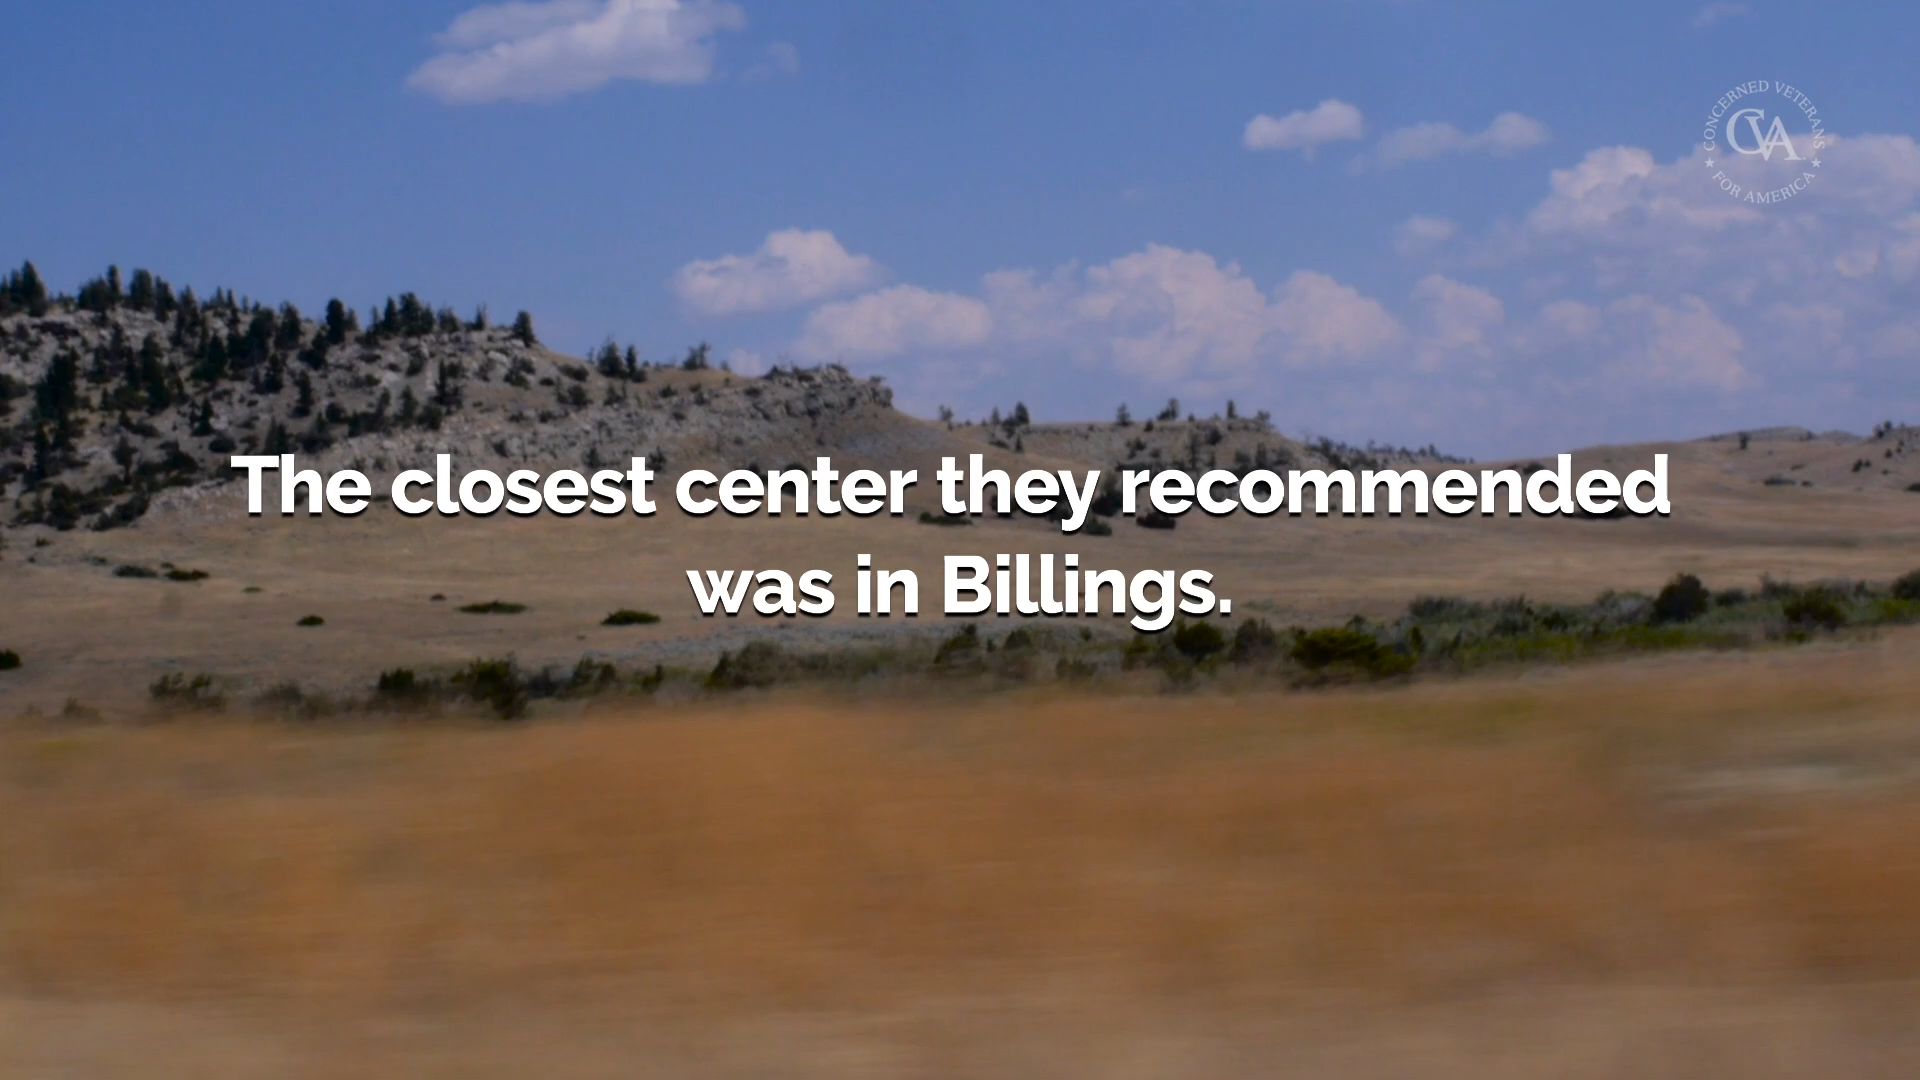 CONCERNED VETERANS
CVA
FOR AMERICA
The closest center they recommended
was in Billings.